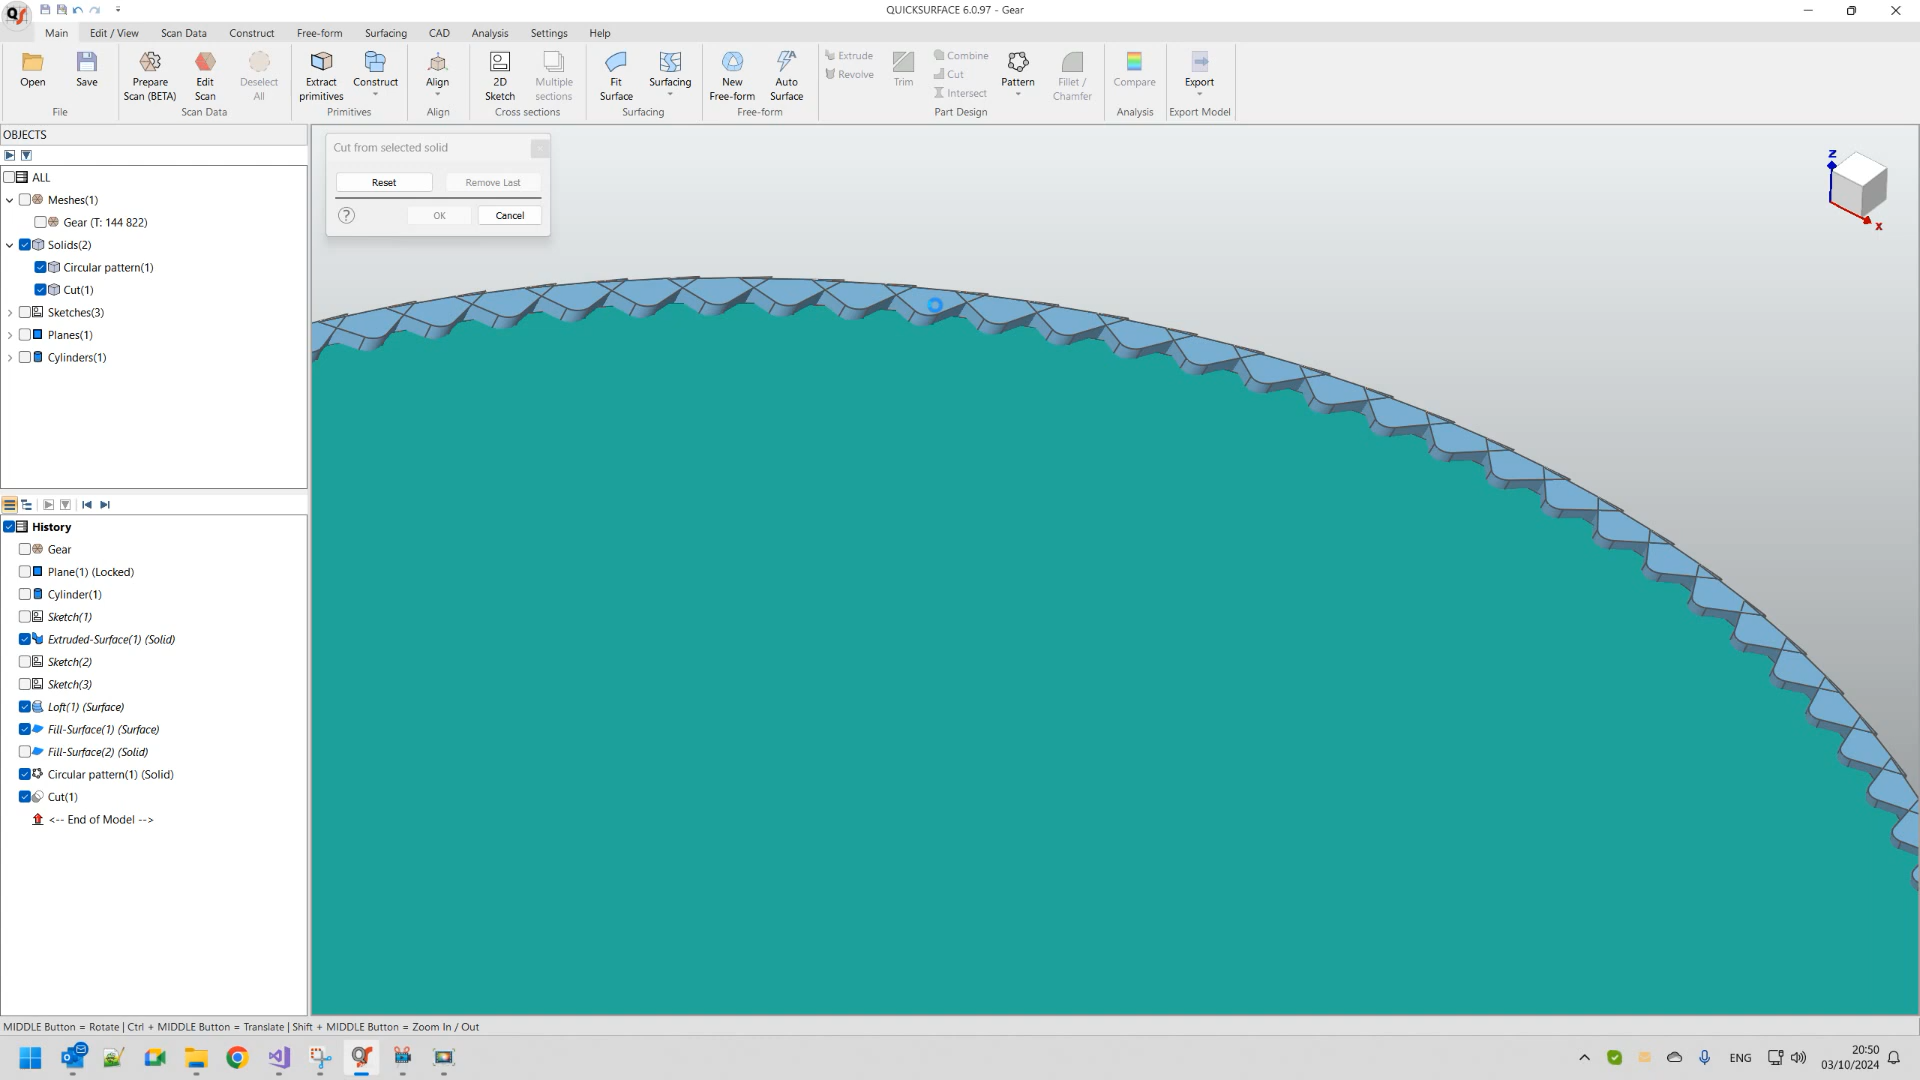 QUICKSURFACE 6.0.97 - Gear
Main Edit / View Scan Data Construct Free-form Surfacing CAD Analysis Settings Help
Open
Save
File
Prepare
Scan (BETA)
Edit
Scan
Deselect
All
Scan Data
Extract
primitives
Construct
Primitives
Align
Align
2D
Sketch
Multiple
sections
Cross sections
Fit
Surface
Surfacing
Surfacing
New
Free-form
Auto
Surface
Free-form
Extrude
Revolve
Trim
Combine
Cut
Intersect
Pattern
Fillet /
Chamfer
Part Design
Compare
Analysis
Export
Export Model
OBJECTS
ALL
Meshes(1)
Gear (T: 144 822)
Solids(2)
Circular pattern(1)
Cut(1)
Sketches(3)
Planes(1)
Cylinders(1)
History
Gear
Plane(1) (Locked)
Cylinder(1)
Sketch(1)
Extruded-Surface(1) (Solid)
Sketch(2)
Sketch(3)
Loft(1) (Surface)
Fill-Surface(1) (Surface)
Fill-Surface(2) (Solid)
Circular pattern(1) (Solid)
Cut(1)
<-- End of Model -->
Cut from selected solid
Reset Remove Last
? OK Cancel
Z
X
MIDDLE Button = Rotate | Ctrl + MIDDLE Button = Translate | Shift + MIDDLE Button = Zoom In / Out
ENG
20:50
03/10/2024